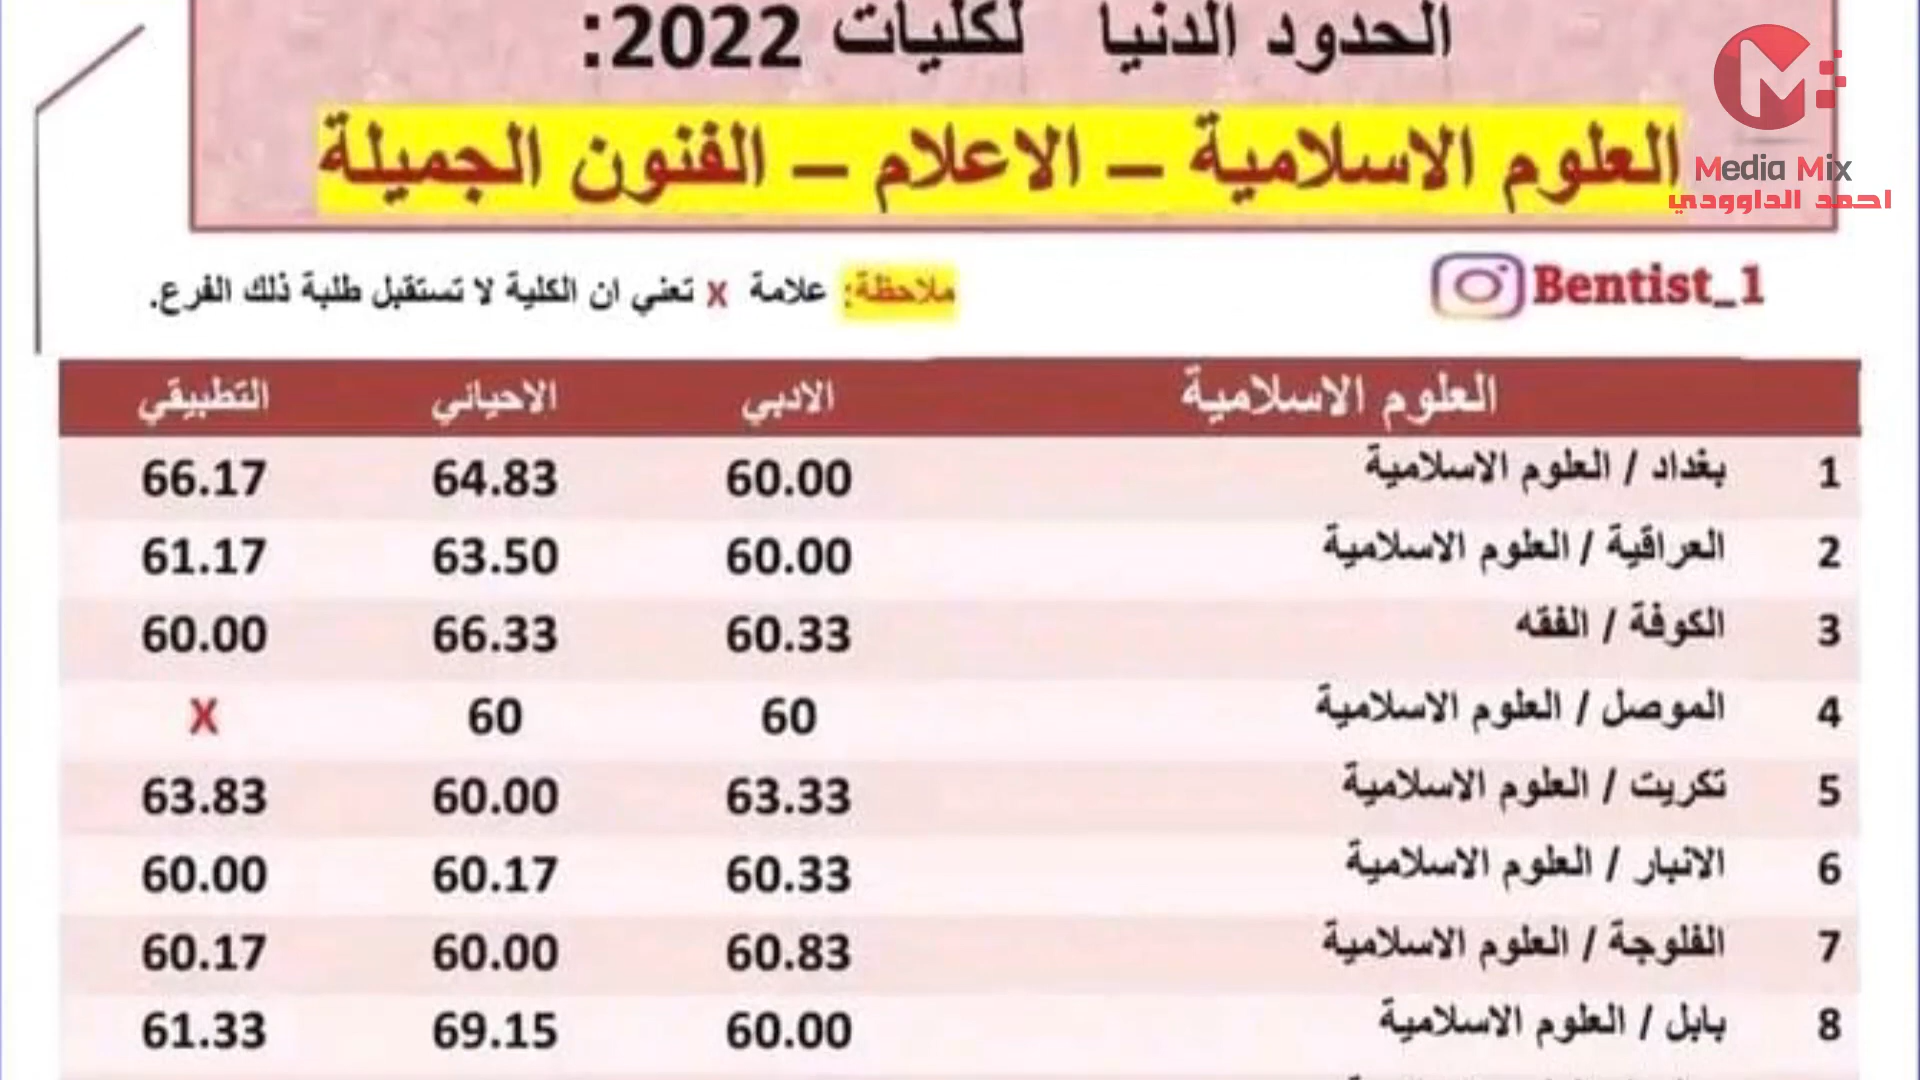 الحدود الدنيا لكليات 2022:
العلوم الاسلامية – الاعلام – الفنون الجميلة
Media Mix
احمد الداوودي
Bentist_1
ملاحظة: علامة X تعني ان الكلية لا تستقبل طلبة ذلك الفرع.
العلوم الاسلامية الادبي الاحيائي التطبيقي
1 بغداد / العلوم الاسلامية 60.00 64.83 66.17
2 العراقية / العلوم الاسلامية 60.00 63.50 61.17
3 الكوفة / الفقه 60.33 66.33 60.00
4 الموصل / العلوم الاسلامية 60 60 X
5 تكريت / العلوم الاسلامية 63.33 60.00 63.83
6 الانبار / العلوم الاسلامية 60.33 60.17 60.00
7 الفلوجة / العلوم الاسلامية 60.83 60.00 60.17
8 بابل / العلوم الاسلامية 60.00 69.15 61.33